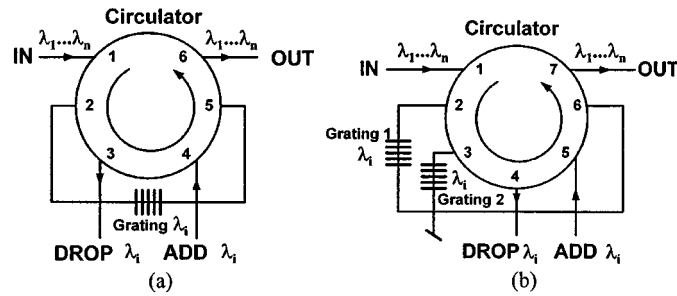 Circulator
λ1...λn
λ1...λn
IN
OUT
1
6
2
5
3
4
Grating λi
DROP λi
ADD λi
(a)
Circulator
λ1...λn
λ1...λn
IN
OUT
1
7
2
6
Grating 1
λi
3
5
4
λi
Grating 2
DROP λi
ADD λi
(b)